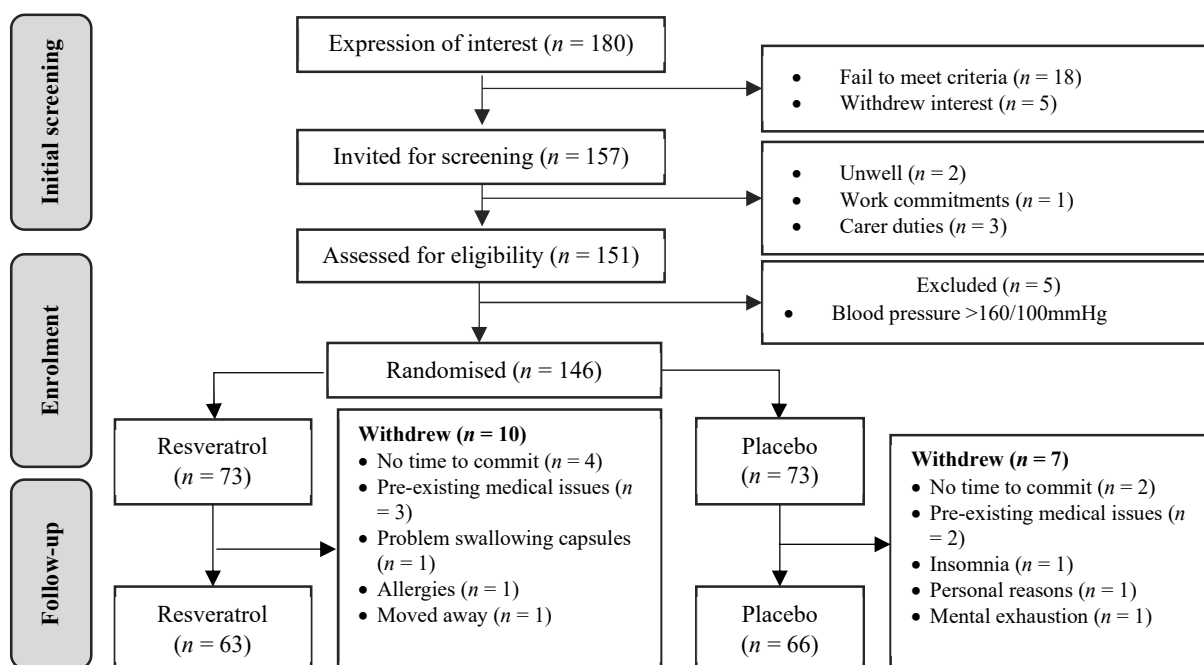 Initial screening
Expression of interest (n = 180)
• Fail to meet criteria (n = 18)
• Withdrew interest (n = 5)
Invited for screening (n = 157)
• Unwell (n = 2)
• Work commitments (n = 1)
• Carer duties (n = 3)
Assessed for eligibility (n = 151)
Enrolment
Excluded (n = 5)
• Blood pressure >160/100mmHg
Randomised (n = 146)
Resveratrol
(n = 73)
Withdrew (n = 10)
• No time to commit (n = 4)
• Pre-existing medical issues (n
= 3)
• Problem swallowing capsules
(n = 1)
• Allergies (n = 1)
• Moved away (n = 1)
Placebo
(n = 73)
Withdrew (n = 7)
• No time to commit (n = 2)
• Pre-existing medical issues (n
= 2)
• Insomnia (n = 1)
• Personal reasons (n = 1)
• Mental exhaustion (n = 1)
Follow-up
Resveratrol
(n = 63)
Placebo
(n = 66)